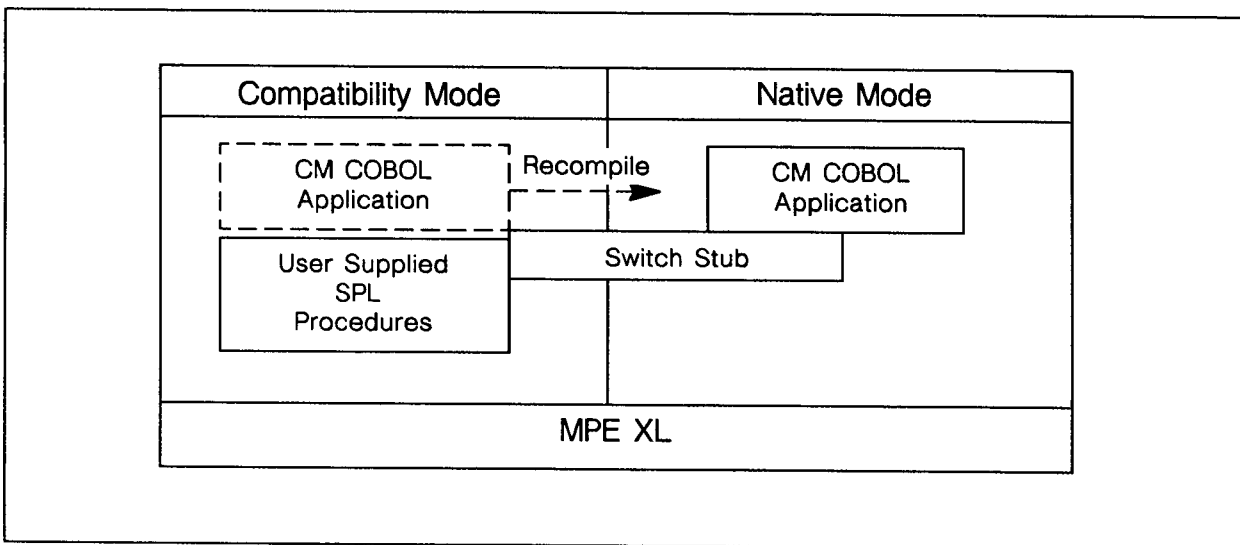 Compatibility Mode
Native Mode
CM COBOL
Application
Recompile
CM COBOL
Application
User Supplied
SPL
Procedures
Switch Stub
MPE XL